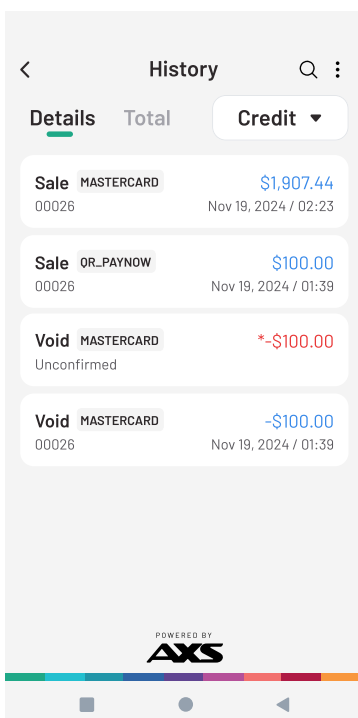 History
Details Total Credit
Sale MASTERCARD $1,907.44
00026 Nov 19, 2024 / 02:23
Sale QR_PAYNOW $100.00
00026 Nov 19, 2024 / 01:39
Void MASTERCARD *-$100.00
Unconfirmed
Void MASTERCARD -$100.00
00026 Nov 19, 2024 / 01:39
POWERED BY
AXS